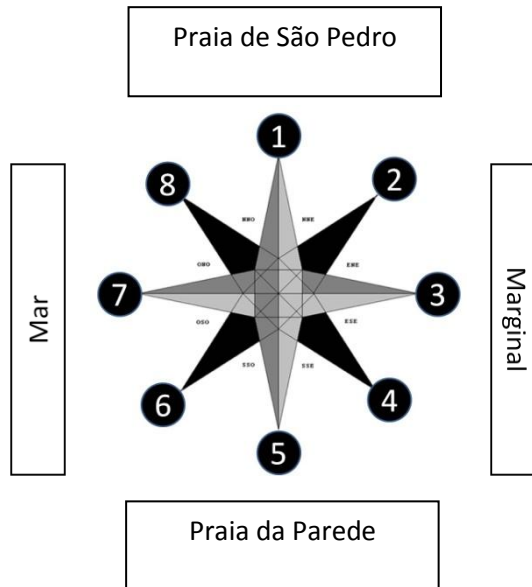 Praia de São Pedro
1
8
2
NNO
NNE
ONO
ENE
Mar
7
3
Marginal
OSO
ESE
6
4
SSO
SSE
5
Praia da Parede